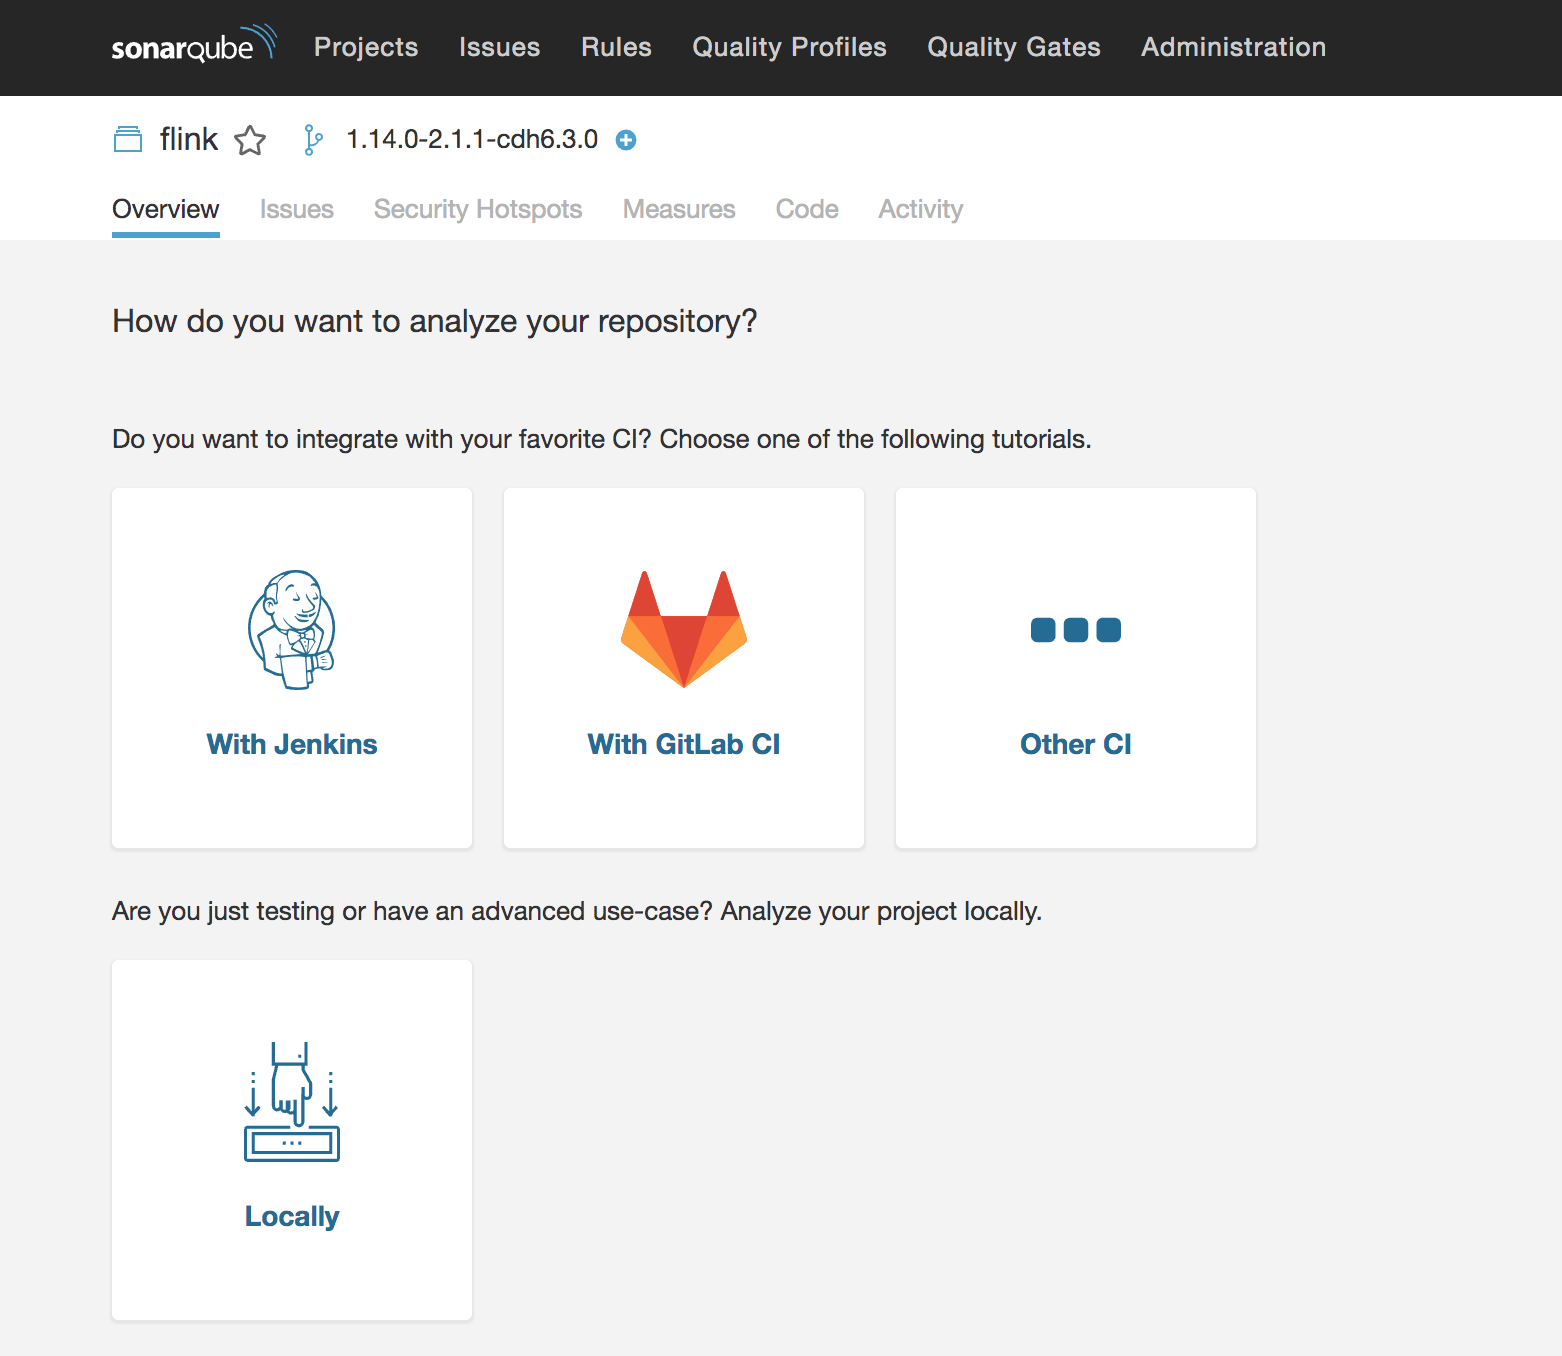 sonarqube Projects Issues Rules Quality Profiles Quality Gates Administration
flink 1.14.0-2.1.1-cdh6.3.0
Overview Issues Security Hotspots Measures Code Activity
How do you want to analyze your repository?
Do you want to integrate with your favorite CI? Choose one of the following tutorials.
With Jenkins With GitLab CI Other CI
Are you just testing or have an advanced use-case? Analyze your project locally.
Locally